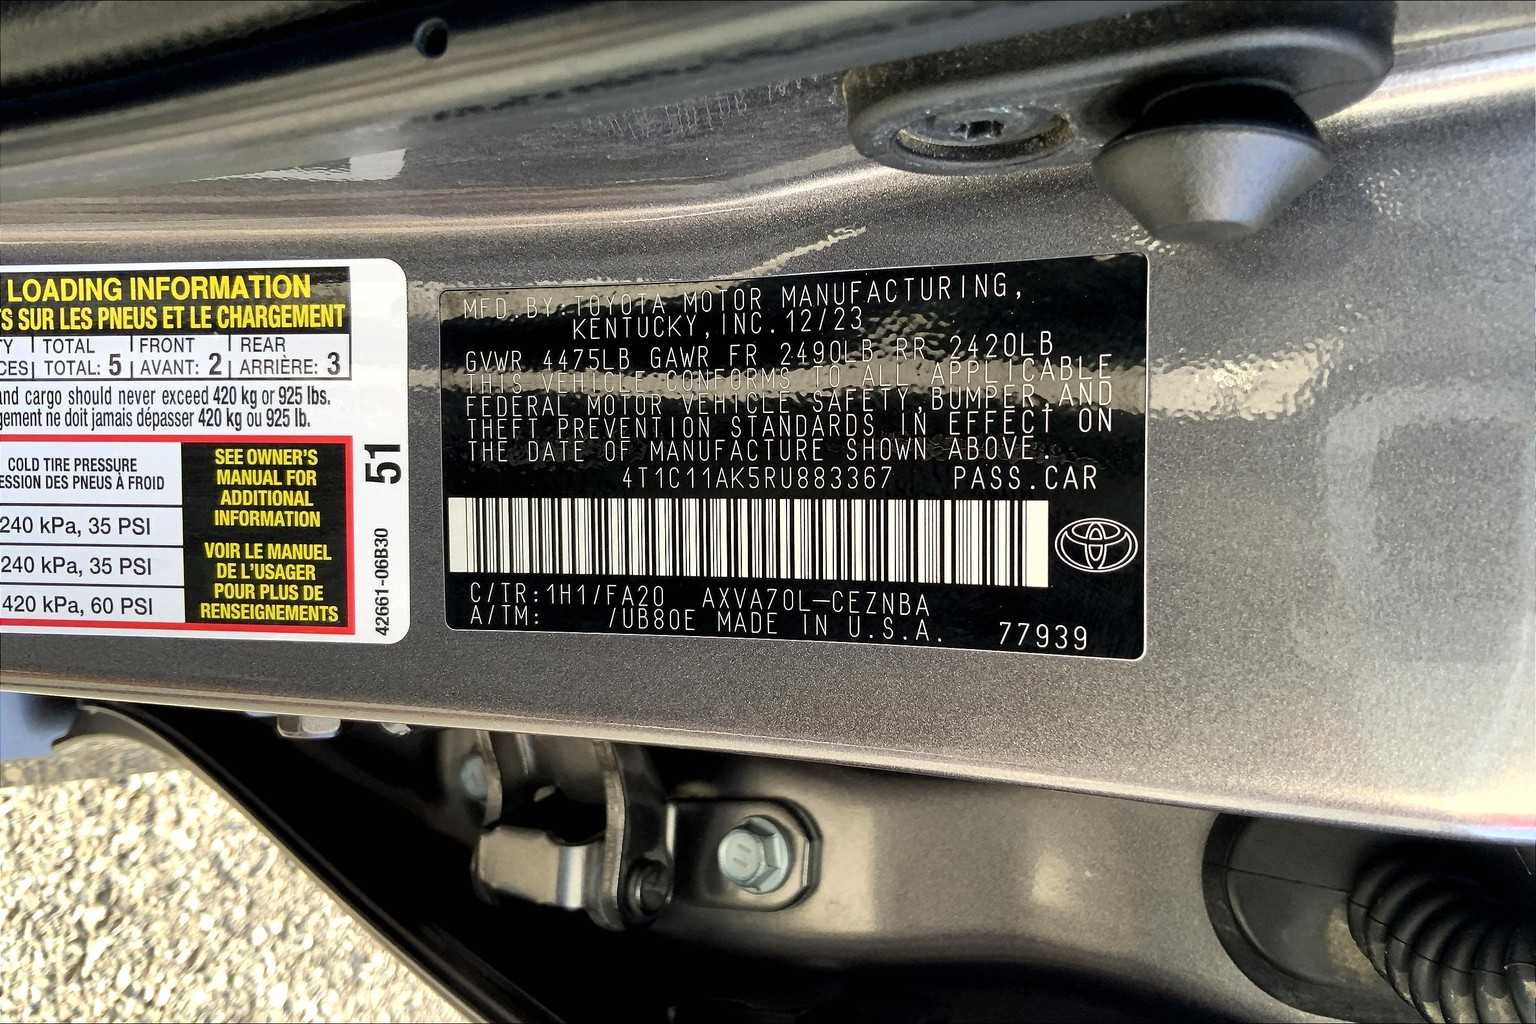 LOADING INFORMATION
S SUR LES PNEUS ET LE CHARGEMENT
TOTAL FRONT REAR
TOTAL: 5 AVANT: 2 ARRIÈRE: 3
and cargo should never exceed 420 kg or 925 lbs.
gement ne doit jamais dépasser 420 kg ou 925 lb.
COLD TIRE PRESSURE
ESSION DES PNEUS À FROID
240 kPa, 35 PSI
240 kPa, 35 PSI
420 kPa, 60 PSI
SEE OWNER'S
MANUAL FOR
ADDITIONAL
INFORMATION
VOIR LE MANUEL
DE L'USAGER
POUR PLUS DE
RENSEIGNEMENTS
51
42661-06B30
MFD. BY: TOYOTA MOTOR MANUFACTURING,
KENTUCKY, INC. 12/23
GVWR 4475LB GAWR FR 2490LB RR 2420LB
THIS VEHICLE CONFORMS TO ALL APPLICABLE
FEDERAL MOTOR VEHICLE SAFETY, BUMPER, AND
THEFT PREVENTION STANDARDS IN EFFECT ON
THE DATE OF MANUFACTURE SHOWN ABOVE.
4T1C11AK5RU883367 PASS.CAR
C/TR:1H1/FA20 AXVA70L-CEZNBA
A/TM: /UB80E MADE IN U.S.A. 77939